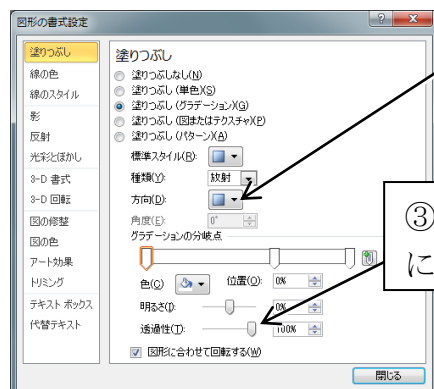 図形の書式設定
塗りつぶし
線の色
線のスタイル
影
反射
光彩とぼかし
3-D 書式
3-D 回転
図の修整
図の色
アート効果
トリミング
テキスト ボックス
代替テキスト
塗りつぶし
塗りつぶしなし(N)
塗りつぶし (単色)(S)
塗りつぶし (グラデーション)(G)
塗りつぶし (図またはテクスチャ)(P)
塗りつぶし (パターン)(A)
標準スタイル(R):
種類(Y): 放射
方向(D):
角度(E): 0°
グラデーションの分岐点
色(C) 位置(O): 0%
明るさ(I): 0%
透過性(T): 100%
図形に合わせて回転する(W)
閉じる
③
に